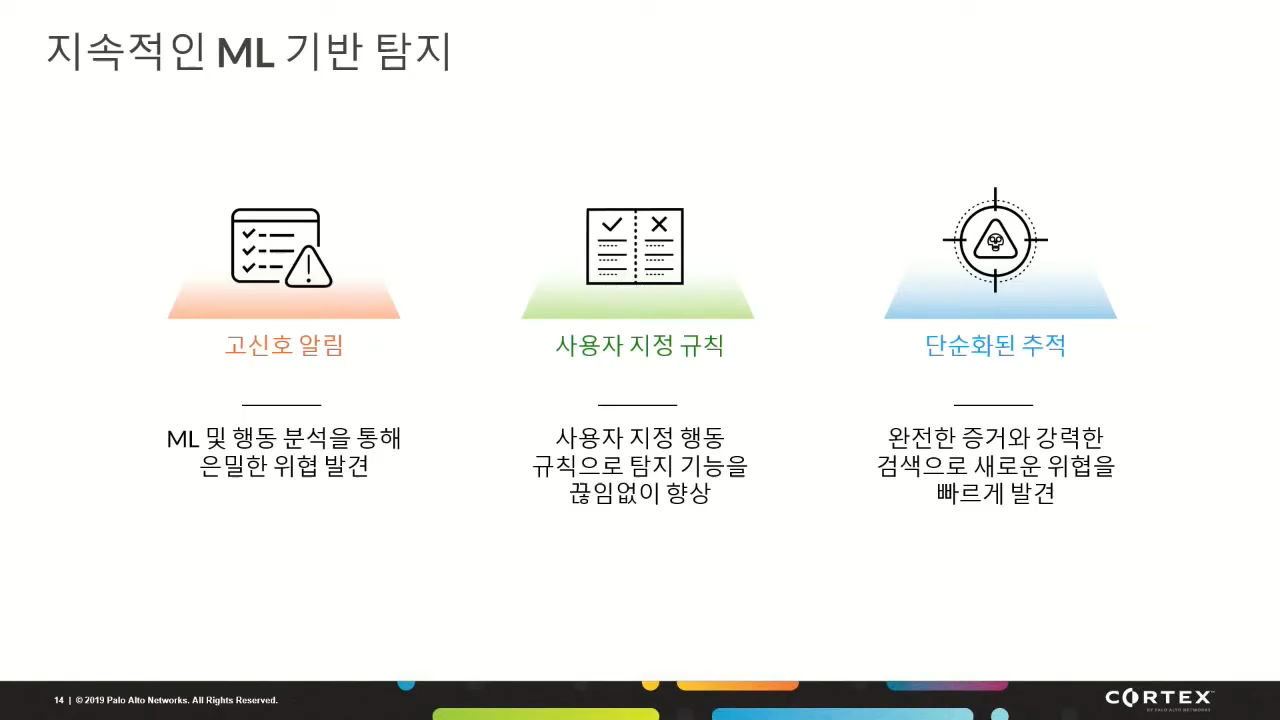 지속적인 ML 기반 탐지
고신호 알림
ML 및 행동 분석을 통해
은밀한 위협 발견
사용자 지정 규칙
사용자 지정 행동
규칙으로 탐지 기능을
끊임없이 향상
단순화된 추적
완전한 증거와 강력한
검색으로 새로운 위협을
빠르게 발견
14 | © 2019 Palo Alto Networks. All Rights Reserved.
CORTEX™
BY PALO ALTO NETWORKS